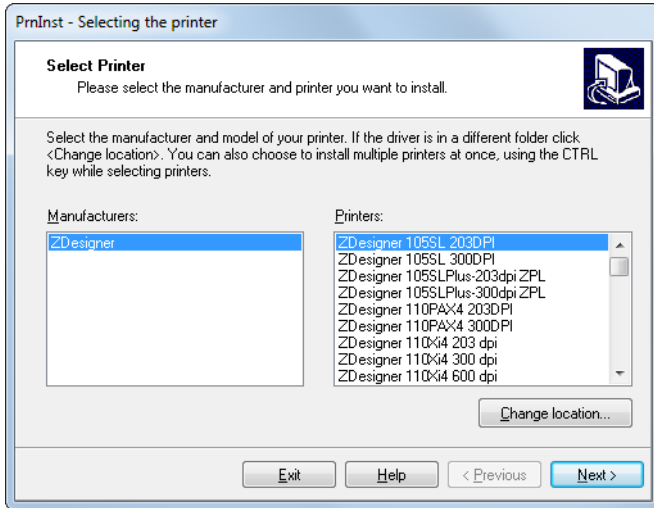 PrnInst - Selecting the printer
Select Printer
Please select the manufacturer and printer you want to install.
Select the manufacturer and model of your printer. If the driver is in a different folder click
<Change location>. You can also choose to install multiple printers at once, using the CTRL
key while selecting printers.
Manufacturers:
ZDesigner
Printers:
ZDesigner 105SL 203DPI
ZDesigner 105SL 300DPI
ZDesigner 105SLPlus-203dpi ZPL
ZDesigner 105SLPlus-300dpi ZPL
ZDesigner 110PAX4 203DPI
ZDesigner 110PAX4 300DPI
ZDesigner 110Xi4 203 dpi
ZDesigner 110Xi4 300 dpi
ZDesigner 110Xi4 600 dpi
Change location...
Exit
Help
< Previous
Next >